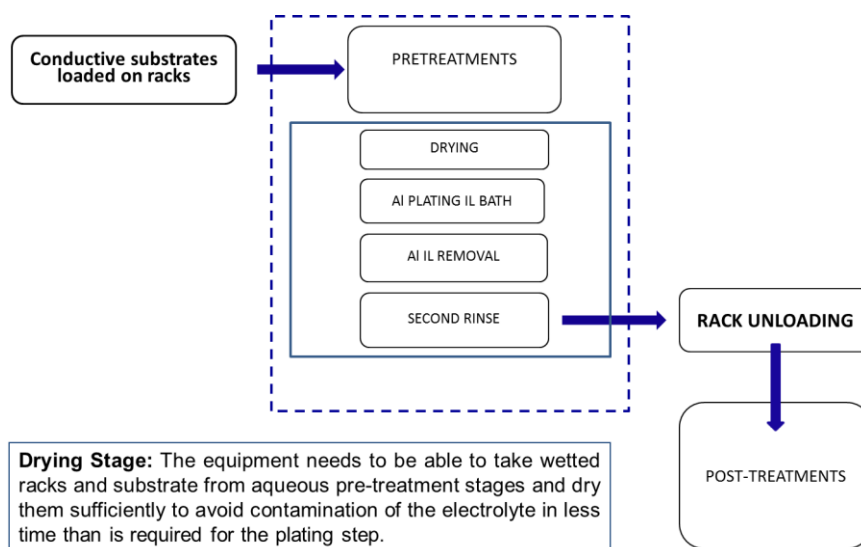 Conductive substrates
loaded on racks
PRETREATMENTS
DRYING
Al PLATING IL BATH
Al IL REMOVAL
SECOND RINSE
RACK UNLOADING
POST-TREATMENTS
Drying Stage: The equipment needs to be able to take wetted
racks and substrate from aqueous pre-treatment stages and dry
them sufficiently to avoid contamination of the electrolyte in less
time than is required for the plating step.